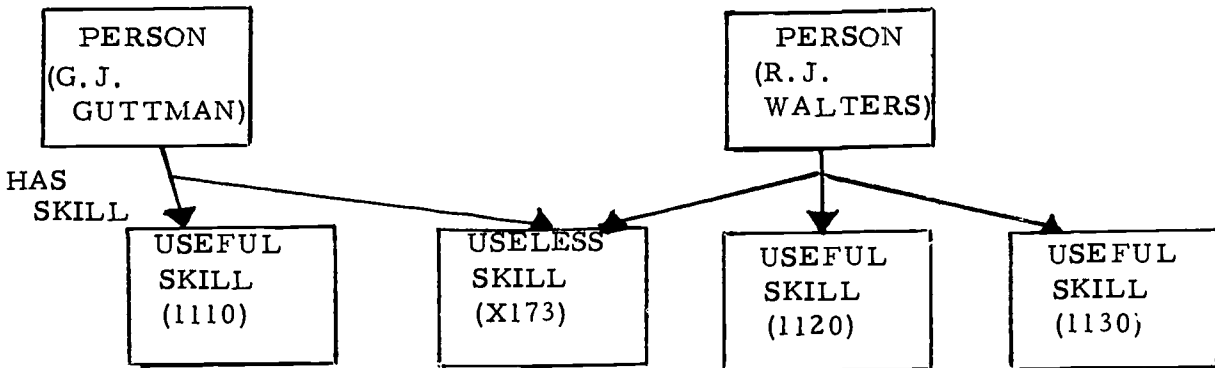 PERSON
(G. J.
GUTTMAN)
PERSON
(R. J.
WALTERS)
HAS
SKILL
USEFUL
SKILL
(1110)
USELESS
SKILL
(X173)
USEFUL
SKILL
(1120)
USEFUL
SKILL
(1130)